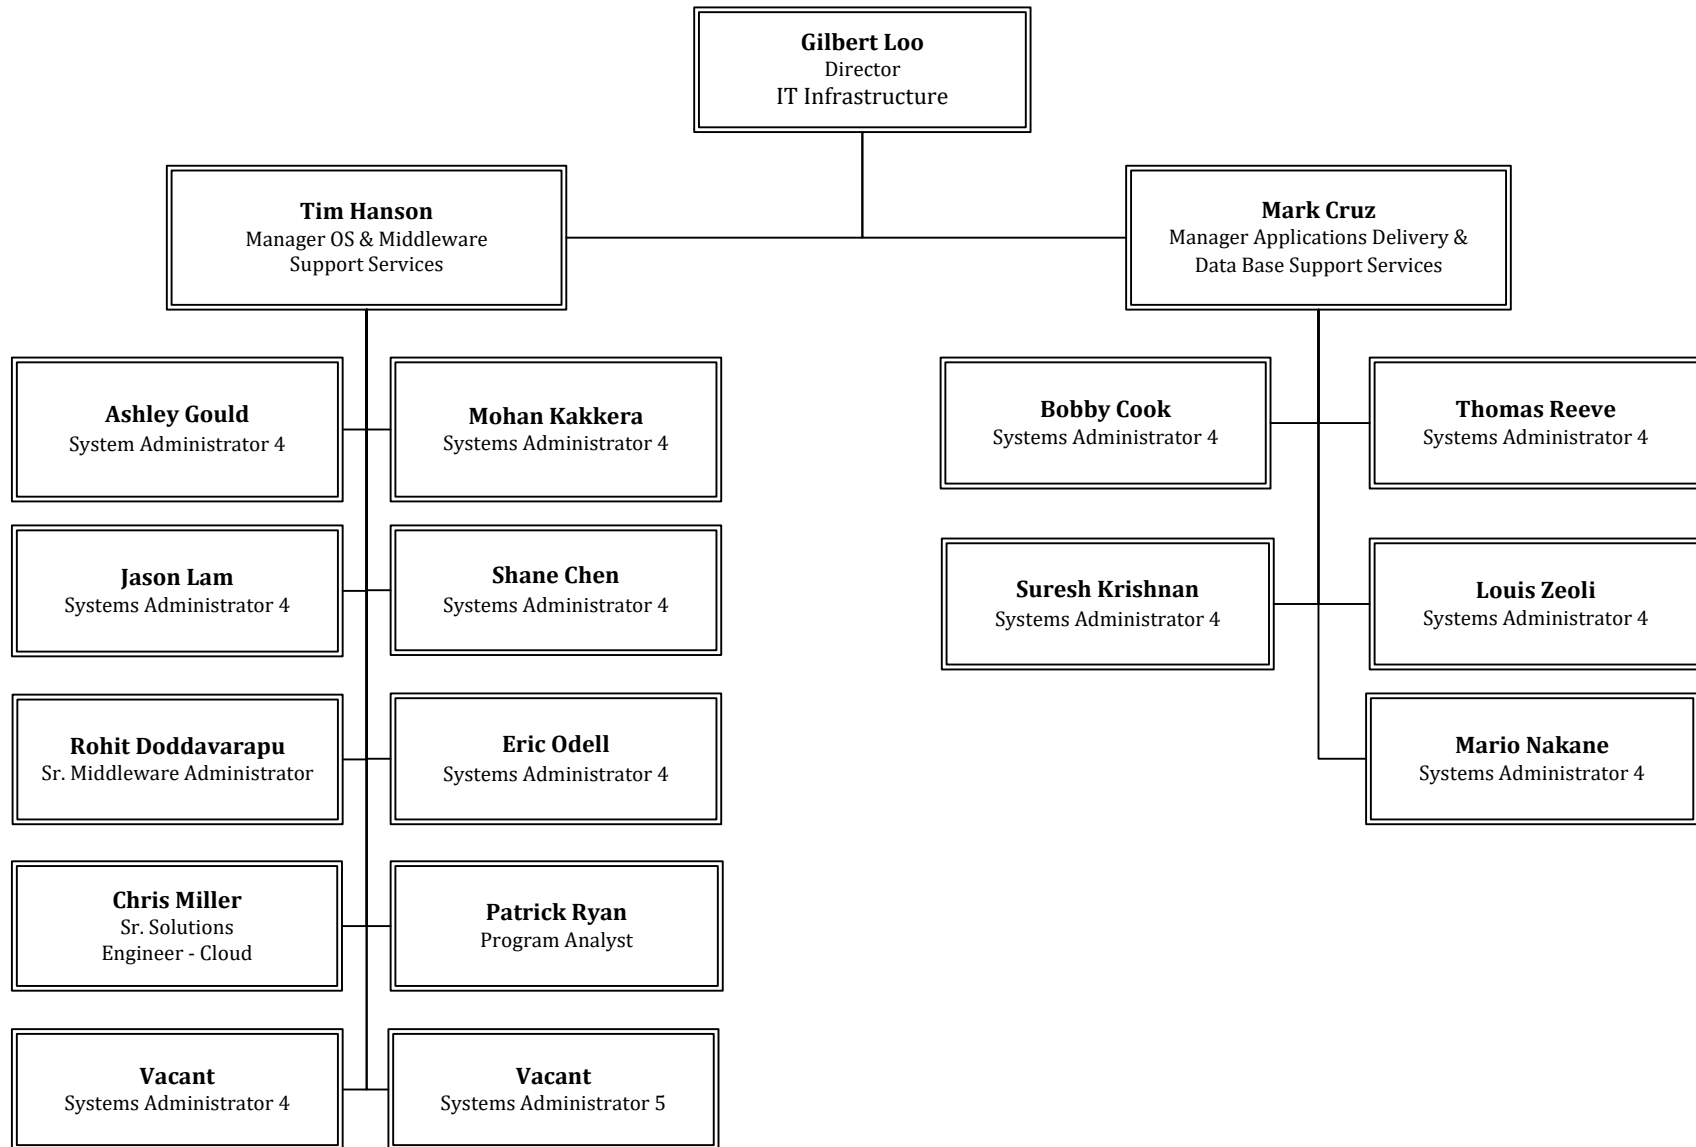 Gilbert Loo
Director
IT Infrastructure
Tim Hanson
Manager OS & Middleware
Support Services
Mark Cruz
Manager Applications Delivery &
Data Base Support Services
Ashley Gould
System Administrator 4
Mohan Kakkera
Systems Administrator 4
Bobby Cook
Systems Administrator 4
Thomas Reeve
Systems Administrator 4
Jason Lam
Systems Administrator 4
Shane Chen
Systems Administrator 4
Suresh Krishnan
Systems Administrator 4
Louis Zeoli
Systems Administrator 4
Rohit Doddavarapu
Sr. Middleware Administrator
Eric Odell
Systems Administrator 4
Mario Nakane
Systems Administrator 4
Chris Miller
Sr. Solutions
Engineer - Cloud
Patrick Ryan
Program Analyst
Vacant
Systems Administrator 4
Vacant
Systems Administrator 5